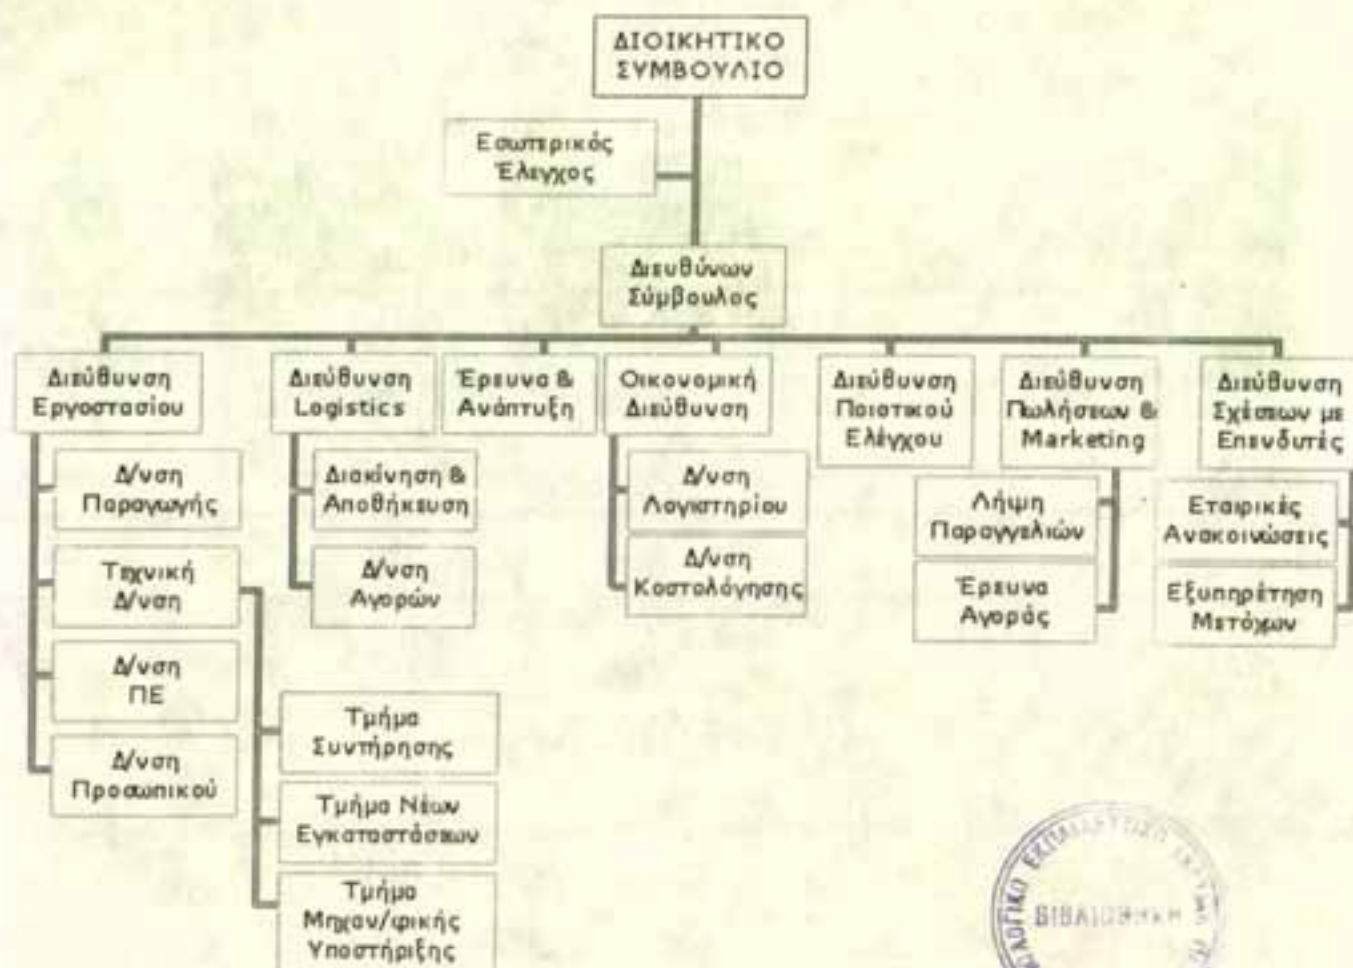 ΔΙΟΙΚΗΤΙΚΟ
ΣΥΜΒΟΥΛΙΟ
Εσωτερικός
Έλεγχος
Διευθύνων
Σύμβουλος
Διεύθυνση
Εργοστασίου
Διεύθυνση
Logistics
Έρευνα &
Ανάπτυξη
Οικονομική
Διεύθυνση
Διεύθυνση
Ποιοτικού
Ελέγχου
Διεύθυνση
Πωλήσεων &
Marketing
Διεύθυνση
Σχέσεων με
Επενδυτές
Δ/νση
Παραγωγής
Τεχνική
Δ/νση
Δ/νση
ΠΕ
Δ/νση
Προσωπικού
Διακίνηση &
Αποθήκευση
Δ/νση
Αγορών
Δ/νση
Λογιστηρίου
Δ/νση
Κοστολόγησης
Λήψη
Παραγγελιών
Έρευνα
Αγοράς
Εταιρικές
Ανακοινώσεις
Εξυπηρέτηση
Μετόχων
Τμήμα
Συντήρησης
Τμήμα Νέων
Εγκαταστάσεων
Τμήμα
Μηχαν/φικής
Υποστήριξης
ΒΙΒΛΙΟΘΗΚΗ